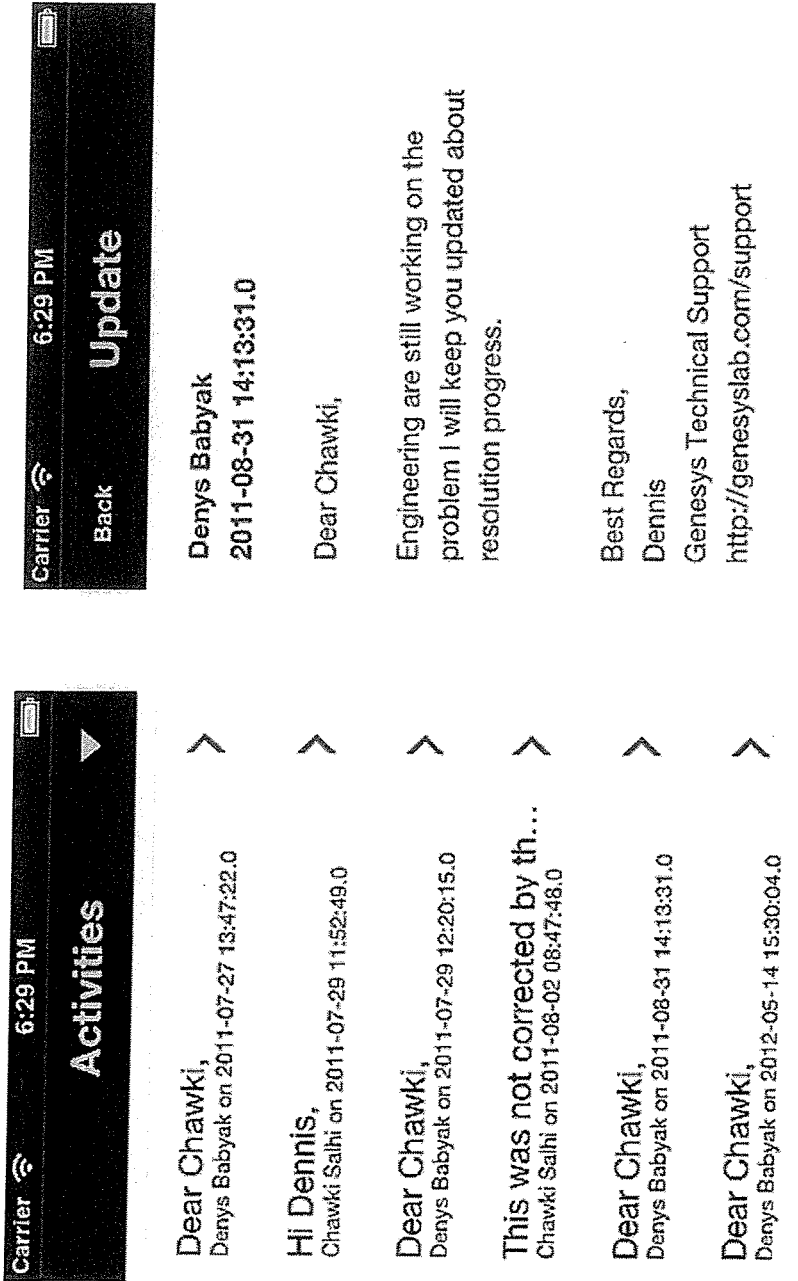 Carrier 6:29 PM
Activities
Dear Chawki,
Denys Babyak on 2011-07-27 13:47:22.0
Hi Dennis,
Chawki Salhi on 2011-07-29 11:52:49.0
Dear Chawki,
Denys Babyak on 2011-07-29 12:20:15.0
This was not corrected by th...
Chawki Salhi on 2011-08-02 08:47:48.0
Dear Chawki,
Denys Babyak on 2011-08-31 14:13:31.0
Dear Chawki,
Denys Babyak on 2012-05-14 15:30:04.0
Carrier 6:29 PM
Back Update
Denys Babyak
2011-08-31 14:13:31.0
Dear Chawki,
Engineering are still working on the
problem I will keep you updated about
resolution progress.
Best Regards,
Dennis
Genesys Technical Support
http://genesyslab.com/support